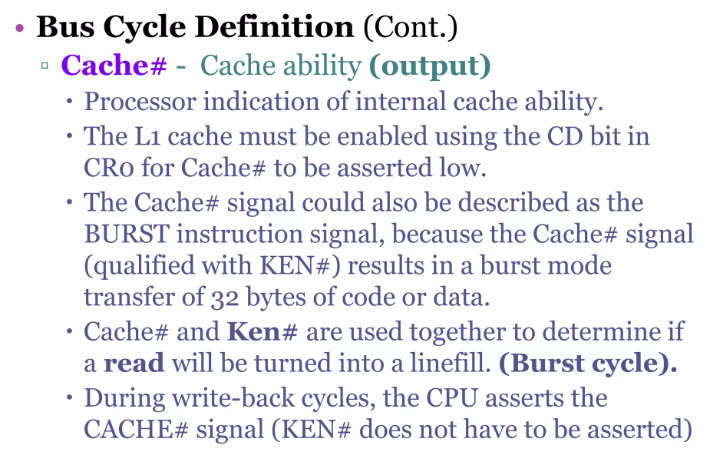 • Bus Cycle Definition (Cont.)
▫ Cache# - Cache ability (output)
• Processor indication of internal cache ability.
• The L1 cache must be enabled using the CD bit in
CR0 for Cache# to be asserted low.
• The Cache# signal could also be described as the
BURST instruction signal, because the Cache# signal
(qualified with KEN#) results in a burst mode
transfer of 32 bytes of code or data.
• Cache# and Ken# are used together to determine if
a read will be turned into a linefill. (Burst cycle).
• During write-back cycles, the CPU asserts the
CACHE# signal (KEN# does not have to be asserted)